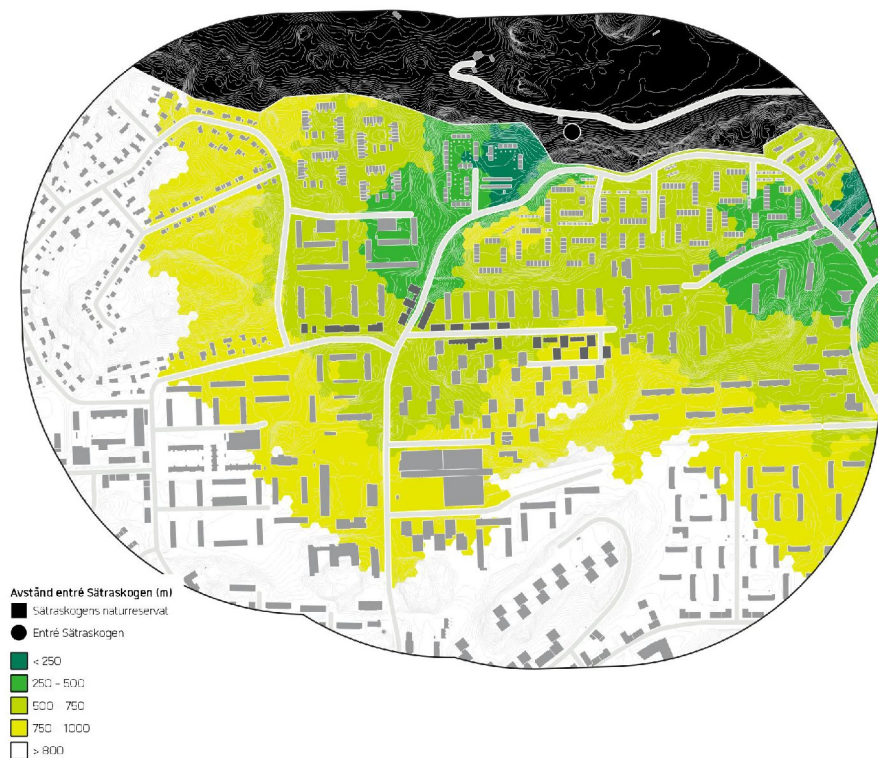 Avstånd entré Sätraskogen (m)
Sätraskogens naturreservat
Entré Sätraskogen
< 250
250 – 500
500 750
750 1000
> 800